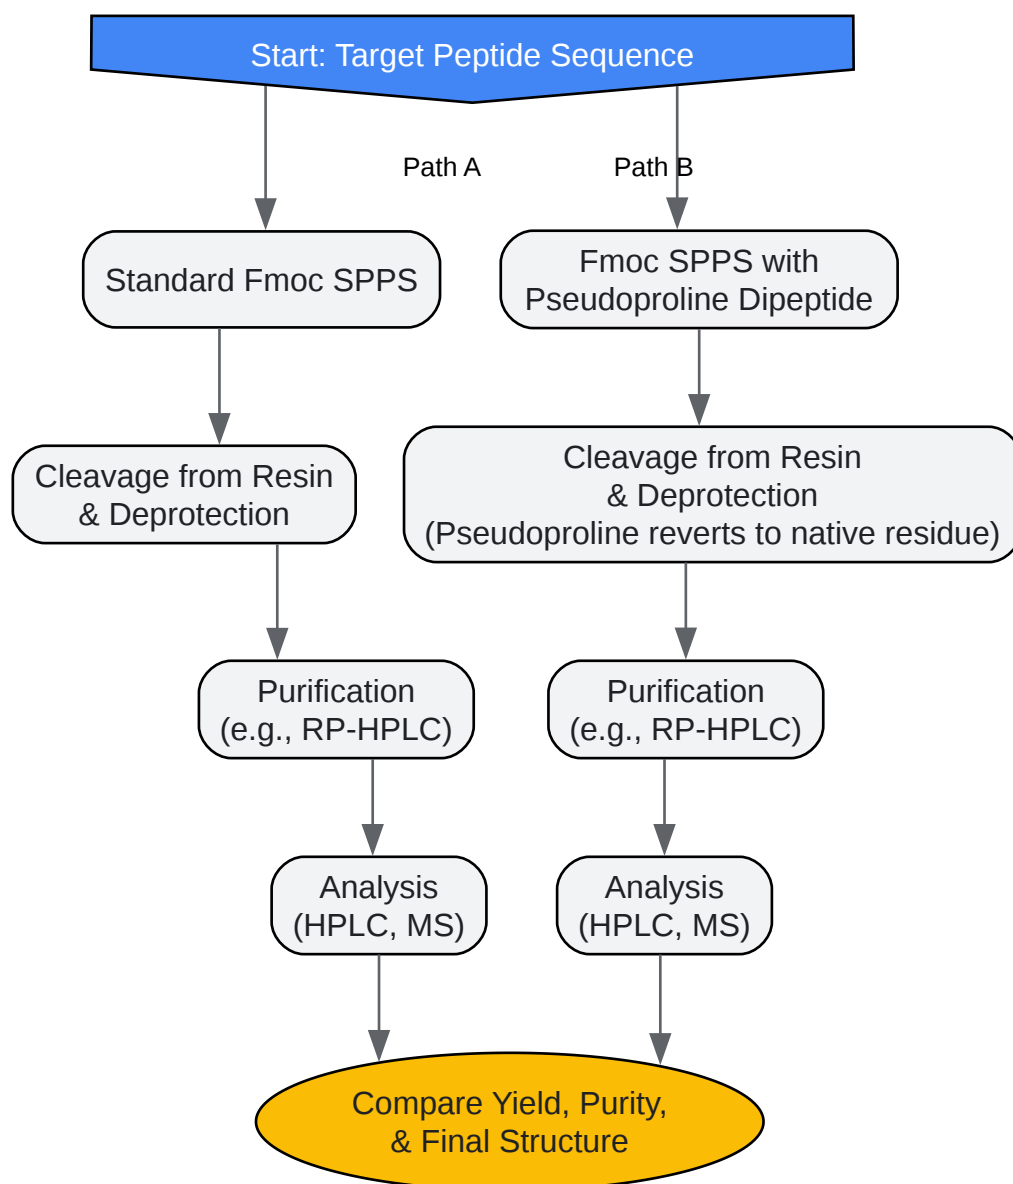 Start: Target Peptide Sequence
Path A
Path B
Standard Fmoc SPPS
Fmoc SPPS with
Pseudoproline Dipeptide
Cleavage from Resin
& Deprotection
Cleavage from Resin
& Deprotection
(Pseudoproline reverts to native residue)
Purification
(e.g., RP-HPLC)
Purification
(e.g., RP-HPLC)
Analysis
(HPLC, MS)
Analysis
(HPLC, MS)
Compare Yield, Purity,
& Final Structure